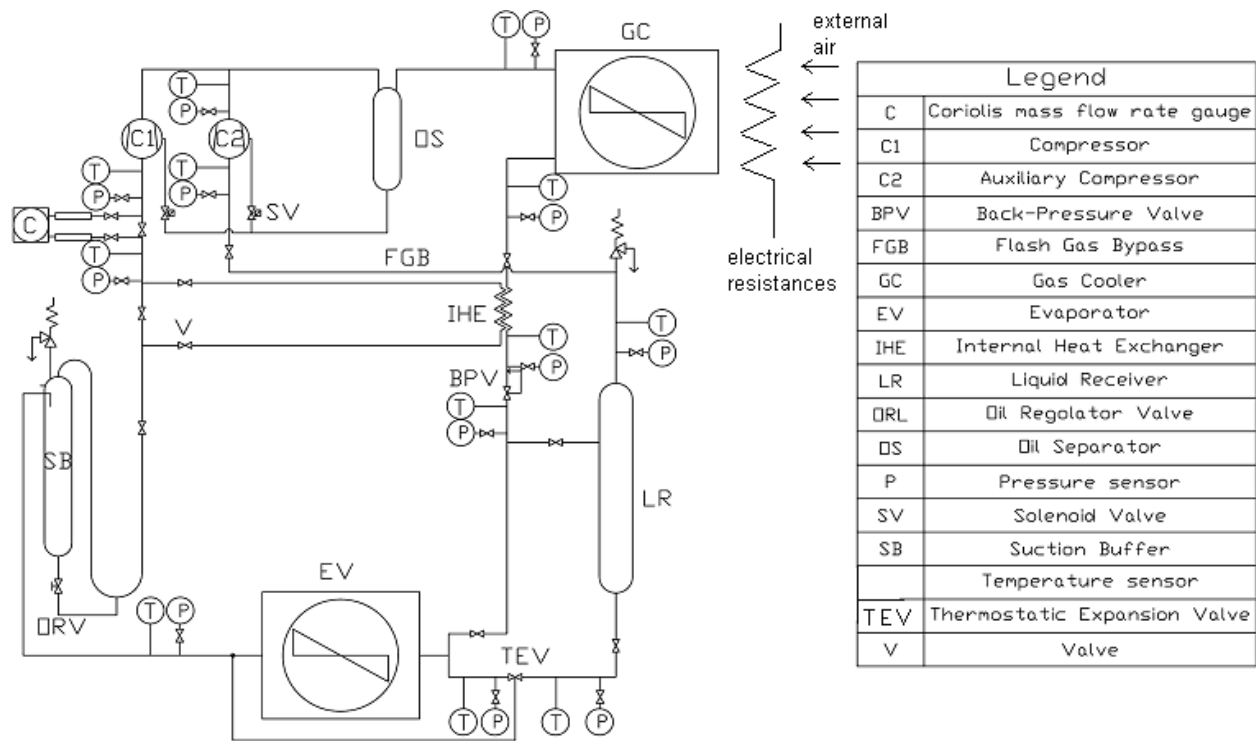 T
P
GC
external
air
T
P
C1
C2
OS
T
P
T
P
SV
C
T
P
T
P
FGB
electrical
resistances
IHE
V
T
P
T
P
BPV
T
P
SB
LR
EV
ORV
T
P
TEV
T
P
T
P
Legend
C Coriolis mass flow rate gauge
C1 Compressor
C2 Auxiliary Compressor
BPV Back-Pressure Valve
FGB Flash Gas Bypass
GC Gas Cooler
EV Evaporator
IHE Internal Heat Exchanger
LR Liquid Receiver
ORL Oil Regolator Valve
OS Oil Separator
P Pressure sensor
SV Solenoid Valve
SB Suction Buffer
Temperature sensor
TEV Thermostatic Expansion Valve
V Valve